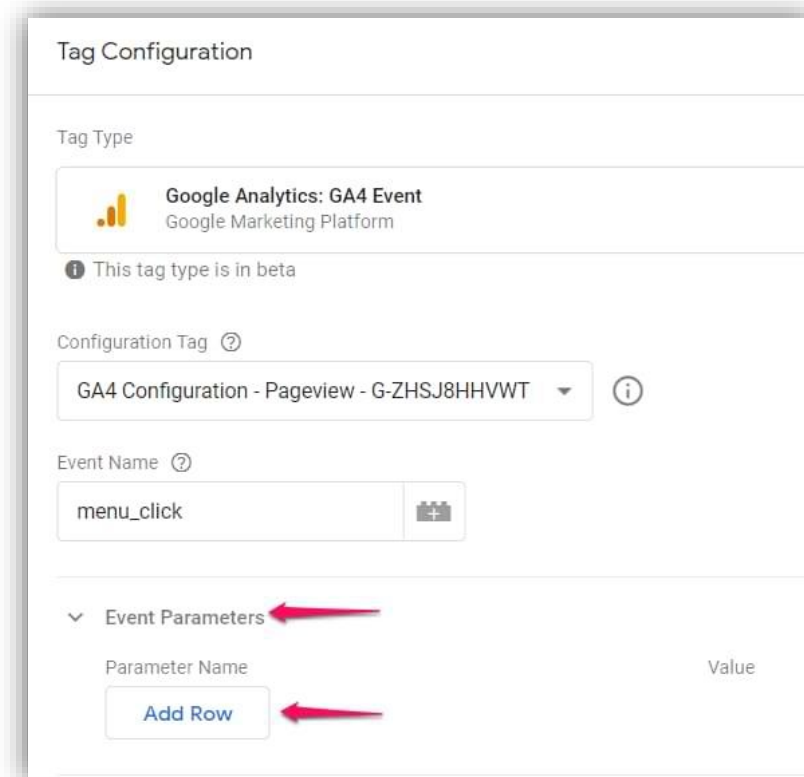 Tag Configuration
Tag Type
Google Analytics: GA4 Event
Google Marketing Platform
This tag type is in beta
Configuration Tag
GA4 Configuration - Pageview - G-ZHSJ8HHVWT
Event Name
menu_click
Event Parameters
Parameter Name Value
Add Row